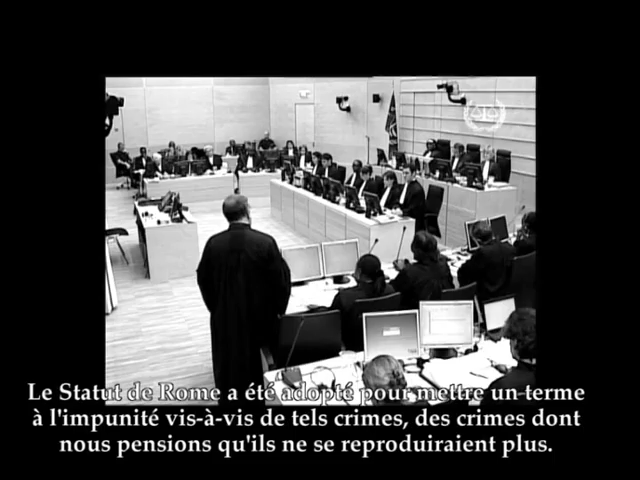 Le Statut de Rome a été adopté pour mettre un terme
à l'impunité vis-à-vis de tels crimes, des crimes dont
nous pensions qu'ils ne se reproduiraient plus.